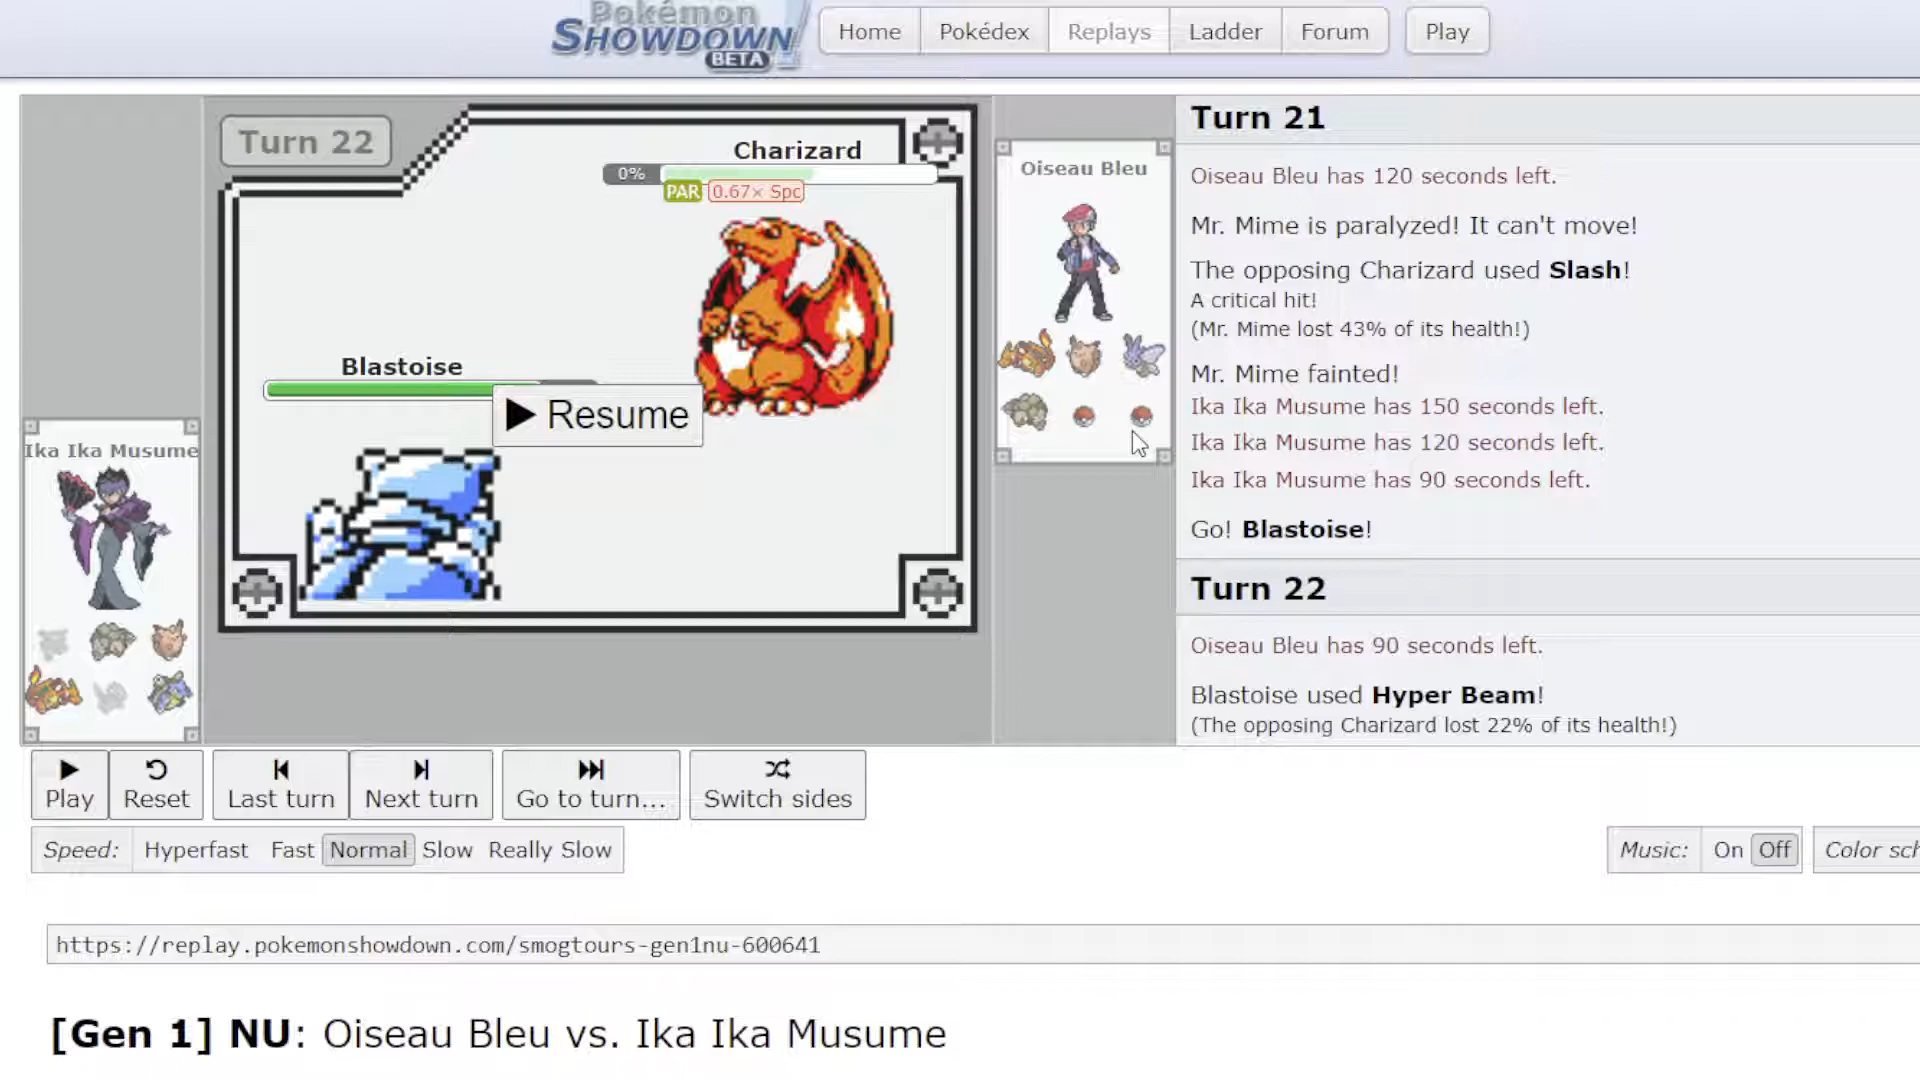 Pokémon
SHOWDOWN
BETA
Home
Pokédex
Replays
Ladder
Forum
Play
Turn 22
Charizard
0%
PAR
0.67× Spc
Blastoise
Resume
Ika Ika Musume
Oiseau Bleu
Turn 21
Oiseau Bleu has 120 seconds left.
Mr. Mime is paralyzed! It can't move!
The opposing Charizard used Slash!
A critical hit!
(Mr. Mime lost 43% of its health!)
Mr. Mime fainted!
Ika Ika Musume has 150 seconds left.
Ika Ika Musume has 120 seconds left.
Ika Ika Musume has 90 seconds left.
Go! Blastoise!
Turn 22
Oiseau Bleu has 90 seconds left.
Blastoise used Hyper Beam!
(The opposing Charizard lost 22% of its health!)
Play
Reset
Last turn
Next turn
Go to turn...
Switch sides
Speed: Hyperfast Fast Normal Slow Really Slow
Music: On Off
Color sch
https://replay.pokemonshowdown.com/smogtours-gen1nu-600641
[Gen 1] NU: Oiseau Bleu vs. Ika Ika Musume